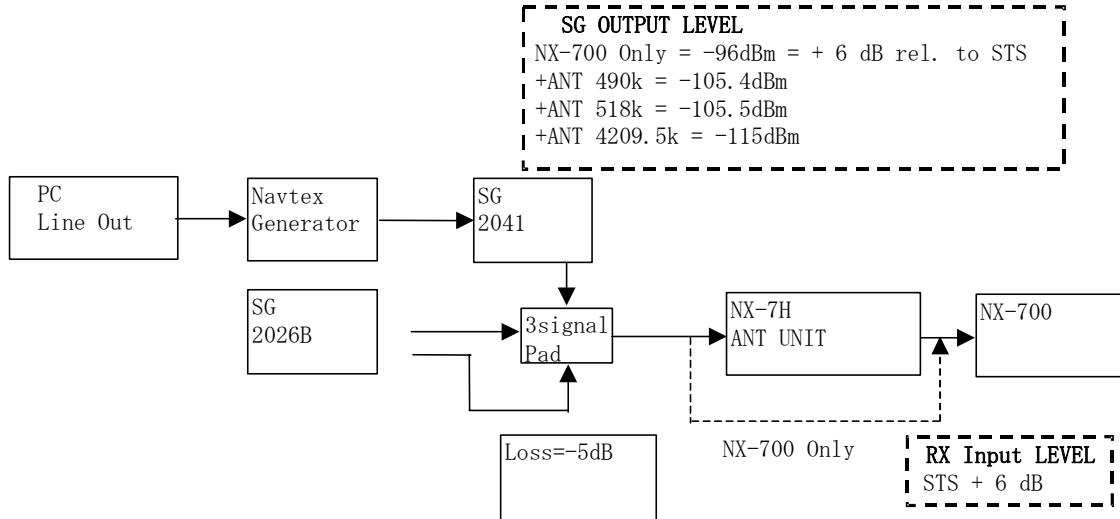 SG OUTPUT LEVEL
NX-700 Only = -96dBm = + 6 dB rel. to STS
+ANT 490k = -105.4dBm
+ANT 518k = -105.5dBm
+ANT 4209.5k = -115dBm
PC
Line Out
Navtex
Generator
SG
2041
SG
2026B
3signal
Pad
NX-7H
ANT UNIT
NX-700
Loss=-5dB
NX-700 Only
RX Input LEVEL
STS + 6 dB